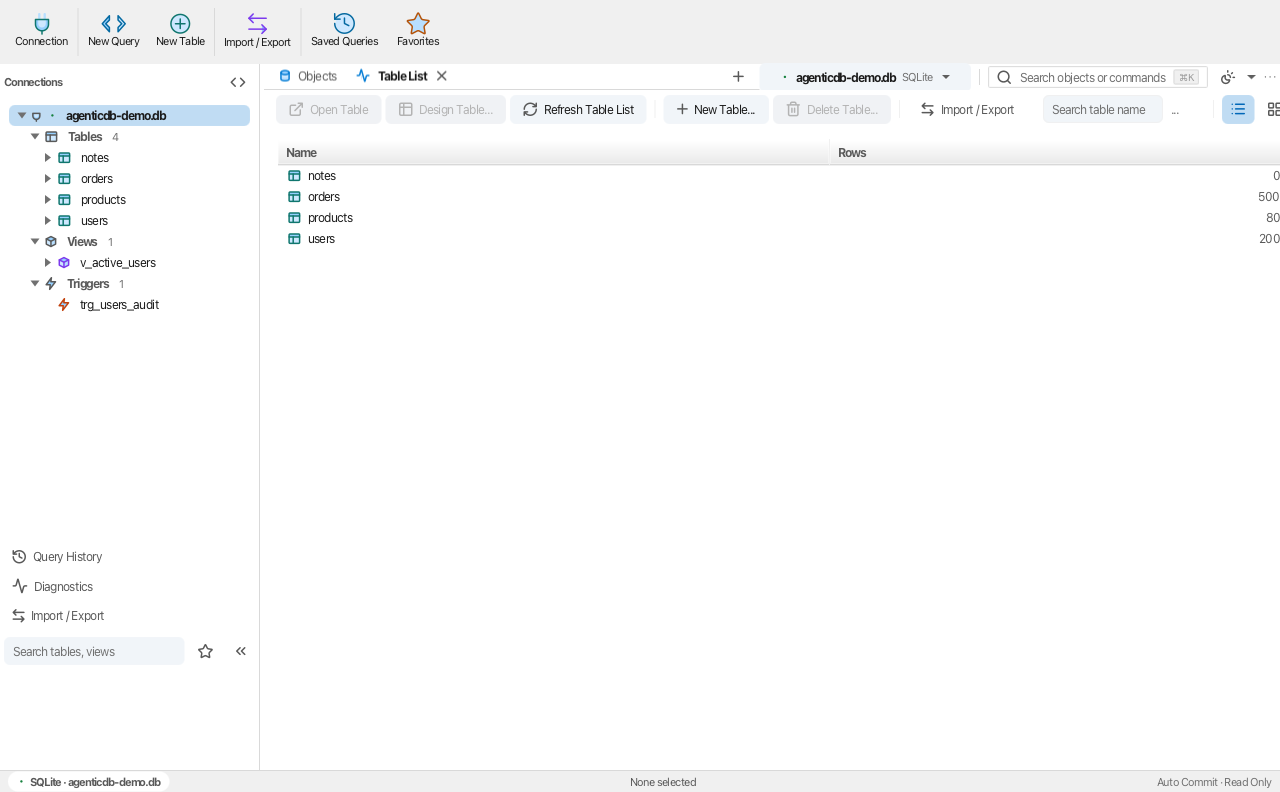 Connection
New Query
New Table
Import / Export
Saved Queries
Favorites
Connections
Objects
Table List
agenticdb-demo.db SQLite
Search objects or commands ⌘K
...
agenticdb-demo.db
Tables 4
notes
orders
products
users
Views 1
v_active_users
Triggers 1
trg_users_audit
Open Table
Design Table...
Refresh Table List
New Table...
Delete Table...
Import / Export
Search table name
...
Name Rows
notes 0
orders 500
products 80
users 200
Query History
Diagnostics
Import / Export
Search tables, views
SQLite · agenticdb-demo.db
None selected
Auto Commit · Read Only